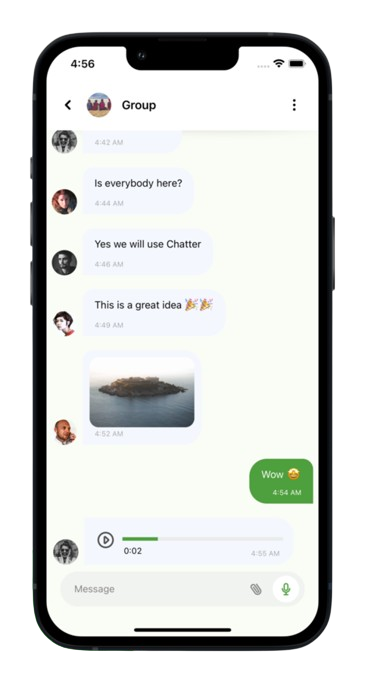 4:56
Group
4:42 AM
Is everybody here?
4:44 AM
Yes we will use Chatter
4:46 AM
This is a great idea 🎉🎉
4:49 AM
4:52 AM
Wow 🤩
4:54 AM
0:02
4:55 AM
Message